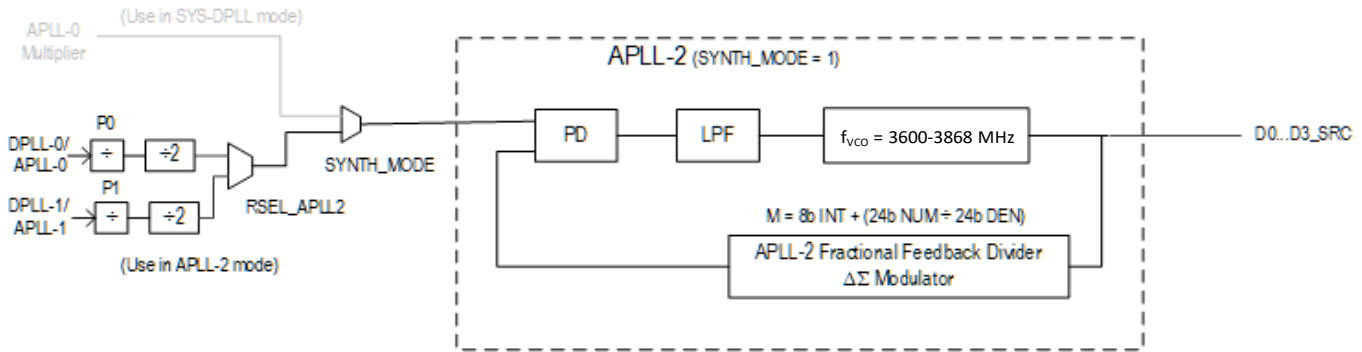 (Use in SYS-DPLL mode)
APLL-0
Multiplier
APLL-2 (SYNTH_MODE = 1)
P0
DPLL-0/
APLL-0
÷
÷2
PD
LPF
fVCO = 3600-3868 MHz
D0...D3_SRC
SYNTH_MODE
P1
RSEL_APLL2
DPLL-1/
APLL-1
÷
÷2
M = 8b INT + (24b NUM ÷ 24b DEN)
APLL-2 Fractional Feedback Divider
ΔΣ Modulator
(Use in APLL-2 mode)